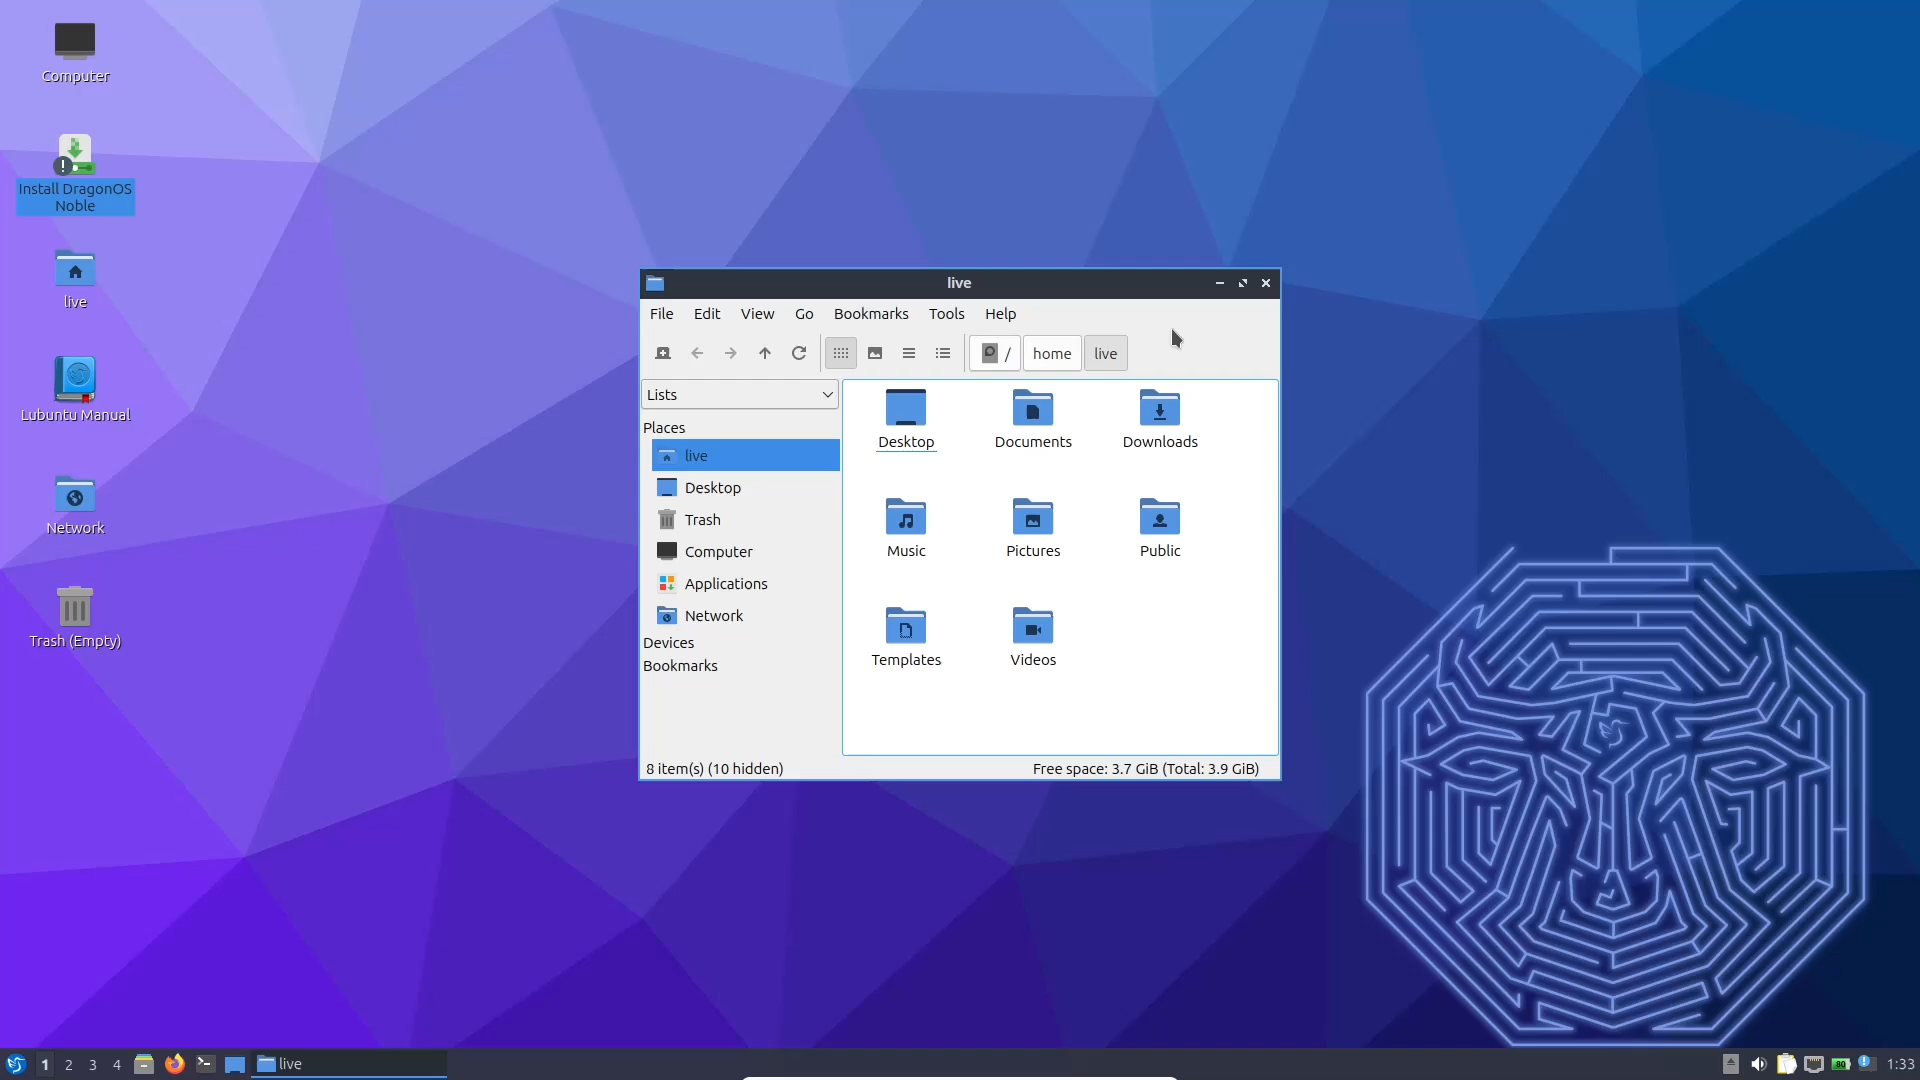 Computer
Install DragonOS
Noble
live
Lubuntu Manual
Network
Trash (Empty)
live
File Edit View Go Bookmarks Tools Help
/ home live
Lists
Places
live
Desktop
Trash
Computer
Applications
Network
Devices
Bookmarks
Desktop Documents Downloads
Music Pictures Public
Templates Videos
8 item(s) (10 hidden) Free space: 3.7 GiB (Total: 3.9 GiB)
1 2 3 4 live 80 1:33